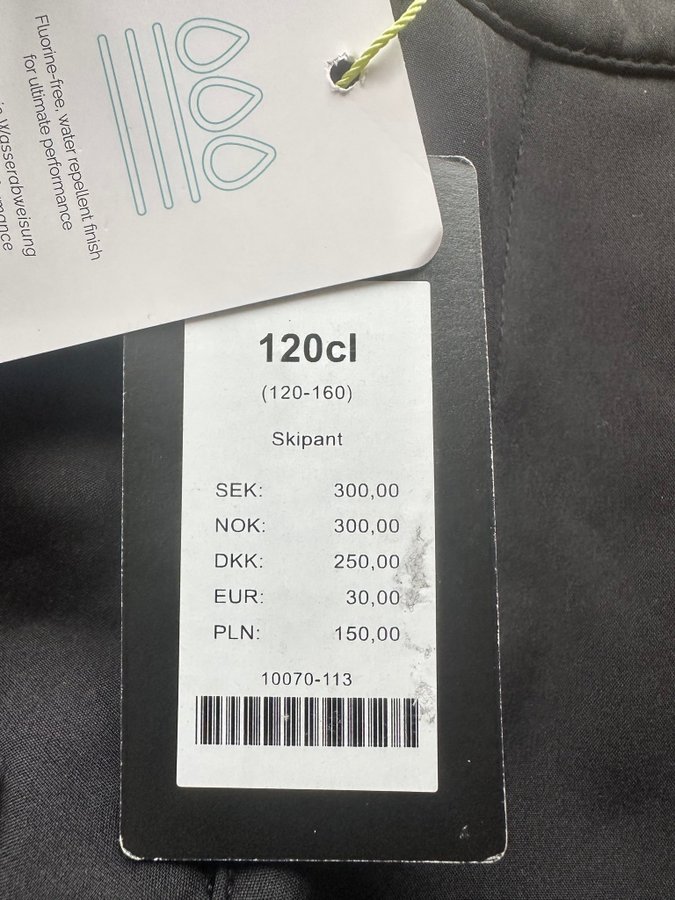 Fluorine-free, water repellent finish
for ultimate performance
Wasserabweisung
120cl
(120-160)
Skipant
SEK: 300,00
NOK: 300,00
DKK: 250,00
EUR: 30,00
PLN: 150,00
10070-113